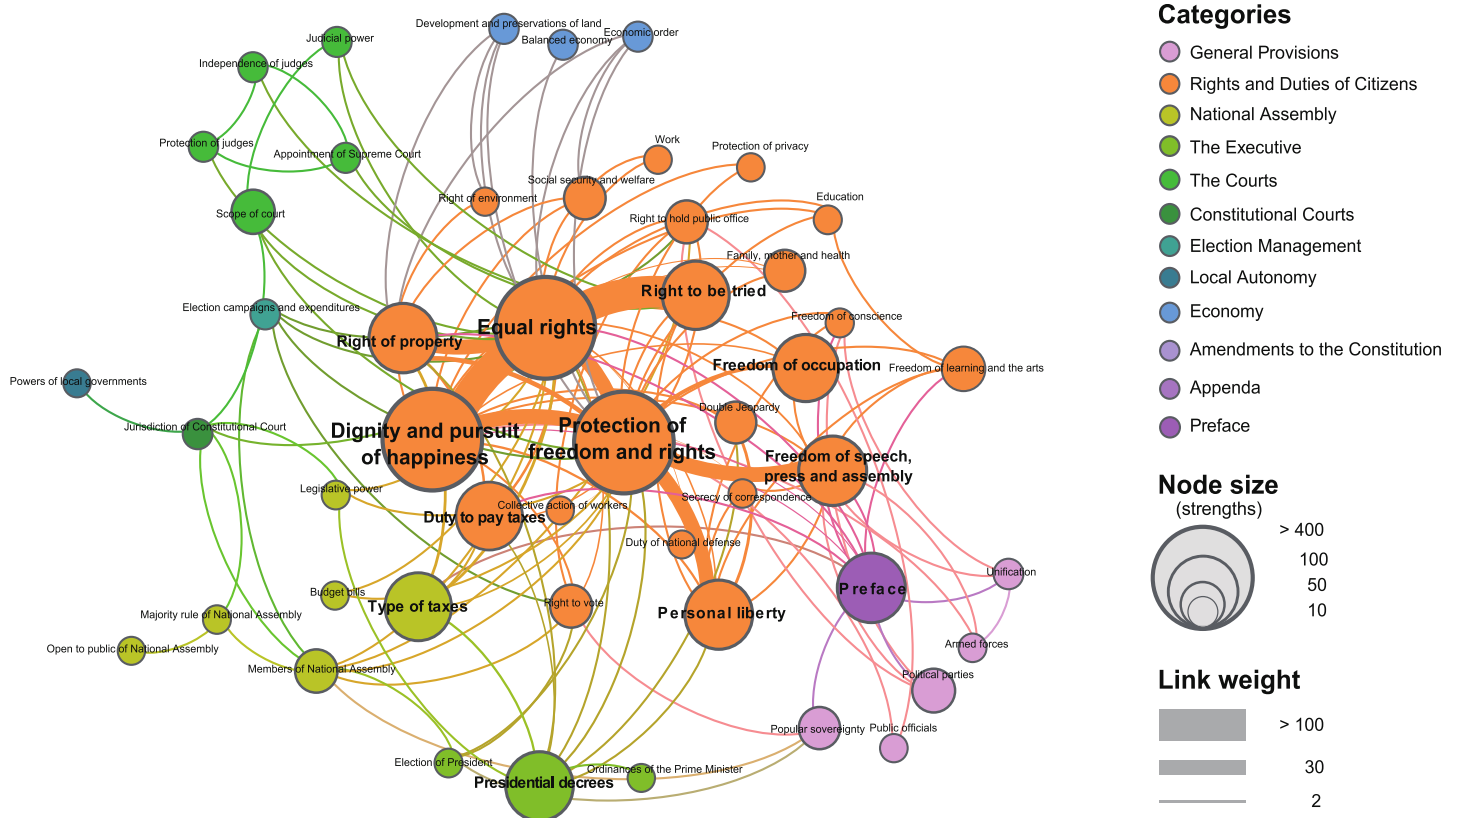 Development and preservations of land
Balanced economy
Economic order
Judicial power
Independence of judges
Protection of judges
Appointment of Supreme Court
Work
Protection of privacy
Social security and welfare
Right of environment
Education
Scope of court
Right to hold public office
Family, mother and health
Right to be tried
Election campaigns and expenditures
Freedom of conscience
Equal rights
Right of property
Freedom of occupation
Freedom of learning and the arts
Powers of local governments
Double Jeopardy
Jurisdiction of Constitutional Court
Dignity and pursuit
of happiness
Protection of
freedom and rights
Freedom of speech,
press and assembly
Legislative power
Secrecy of correspondence
Collective action of workers
Duty to pay taxes
Duty of national defense
Unification
Preface
Budget bills
Type of taxes
Right to vote
Personal liberty
Majority rule of National Assembly
Open to public of National Assembly
Armed forces
Members of National Assembly
Political parties
Popular sovereignty
Public officials
Election of President
Ordinances of the Prime Minister
Presidential decrees
Categories
General Provisions
Rights and Duties of Citizens
National Assembly
The Executive
The Courts
Constitutional Courts
Election Management
Local Autonomy
Economy
Amendments to the Constitution
Appenda
Preface
Node size
(strengths)
> 400
100
50
10
Link weight
> 100
30
2